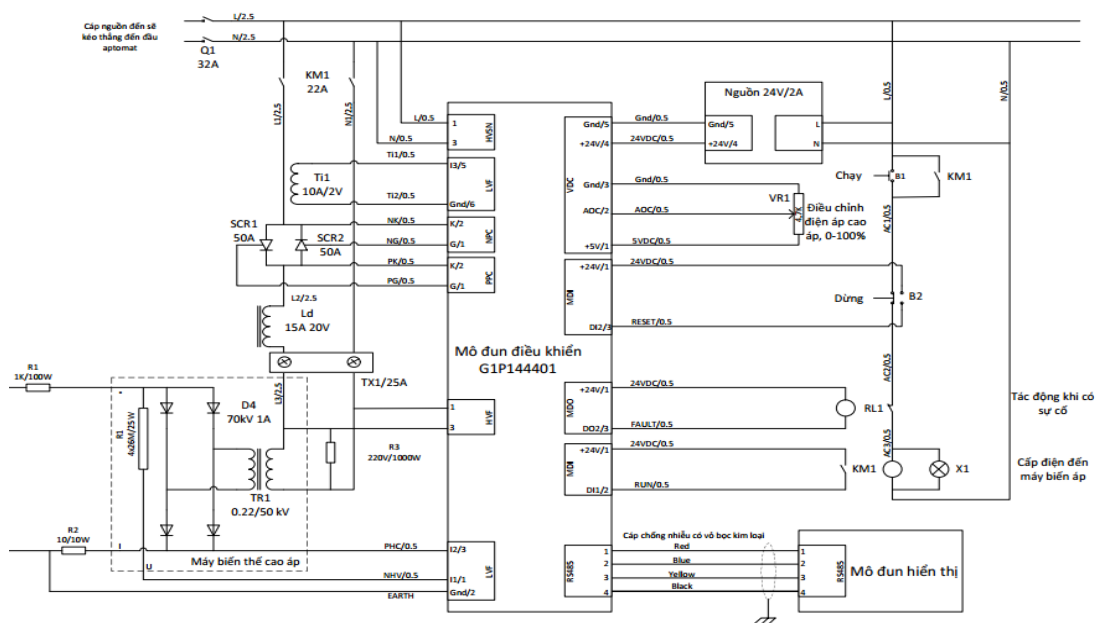 Cáp nguồn đến sẽ
kéo thẳng đến đầu
aptomat
L/2.5
N/2.5
Q1
32A
KM1
22A
L1/2.5
N1/2.5
L/0.5
N/0.5
1
3
HVSN
Ti1
10A/2V
Ti1/0.5
Ti2/0.5
I3/5
Gnd/6
LVF
SCR1
50A
SCR2
50A
NK/0.5
NG/0.5
K/2
G/1
NPC
PK/0.5
PG/0.5
K/2
G/1
PPC
L2/2.5
Ld
15A 20V
TX1/25A
L3/2.5
R1
1K/100W
R1
4x26M/25W
D4
70kV 1A
TR1
0.22/50 kV
R3
220V/1000W
1
3
HVF
R2
10/10W
I
U
Máy biến thế cao áp
PHC/0.5
NHV/0.5
EARTH
I2/3
I1/1
Gnd/2
LVF
Mô đun điều khiển
G1P144401
Gnd/5
+24V/4
Gnd/3
AOC/2
+5V/1
VDC
Gnd/0.5
24VDC/0.5
Gnd/0.5
AOC/0.5
5VDC/0.5
Nguồn 24V/2A
Gnd/5
+24V/4
L
N
VR1
4,7K
Điều chỉnh
điện áp cao
áp, 0-100%
L/0.5
N/0.5
Chạy
B1
KM1
AC1/0.5
+24V/1
DI2/3
MDI
24VDC/0.5
RESET/0.5
Dừng
B2
AC2/0.5
+24V/1
DO2/3
MDO
24VDC/0.5
FAULT/0.5
RL1
Tác động khi có
sự cố
AC3/0.5
+24V/1
DI1/2
MDI
24VDC/0.5
RUN/0.5
KM1
X1
Cấp điện đến
máy biến áp
Cáp chống nhiễu có vỏ bọc kim loại
RS485
1
2
3
4
Red
Blue
Yellow
Black
1
2
3
4
RS485
Mô đun hiển thị